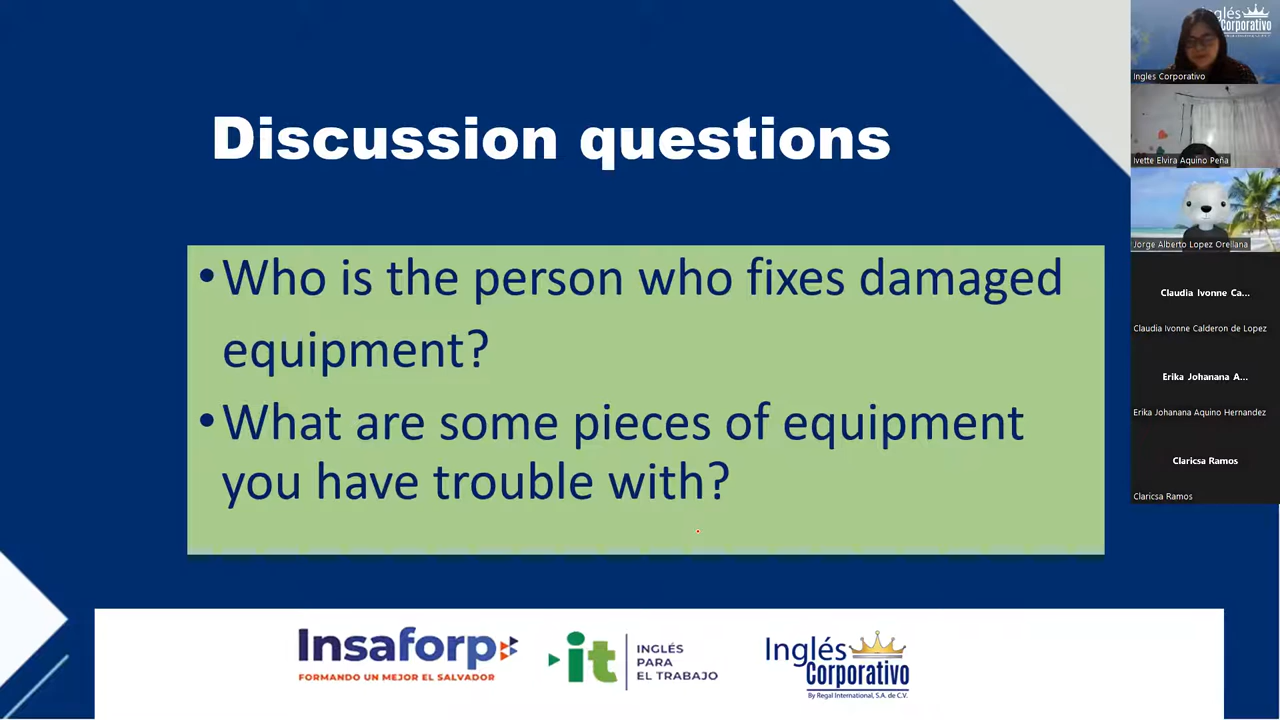 Discussion questions
•Who is the person who fixes damaged
equipment?
•What are some pieces of equipment
you have trouble with?
Insaforp
FORMANDO UN MEJOR EL SALVADOR
it
INGLÉS
PARA
EL TRABAJO
Inglés
Corporativo
By Regal International, S.A. de C.V.
Inglés
Corporativo
Ingles Corporativo
Ivette Elvira Aquino Peña
Jorge Alberto Lopez Orellana
Claudia Ivonne Ca...
Claudia Ivonne Calderon de Lopez
Erika Johanana A...
Erika Johanana Aquino Hernandez
Claricsa Ramos
Claricsa Ramos